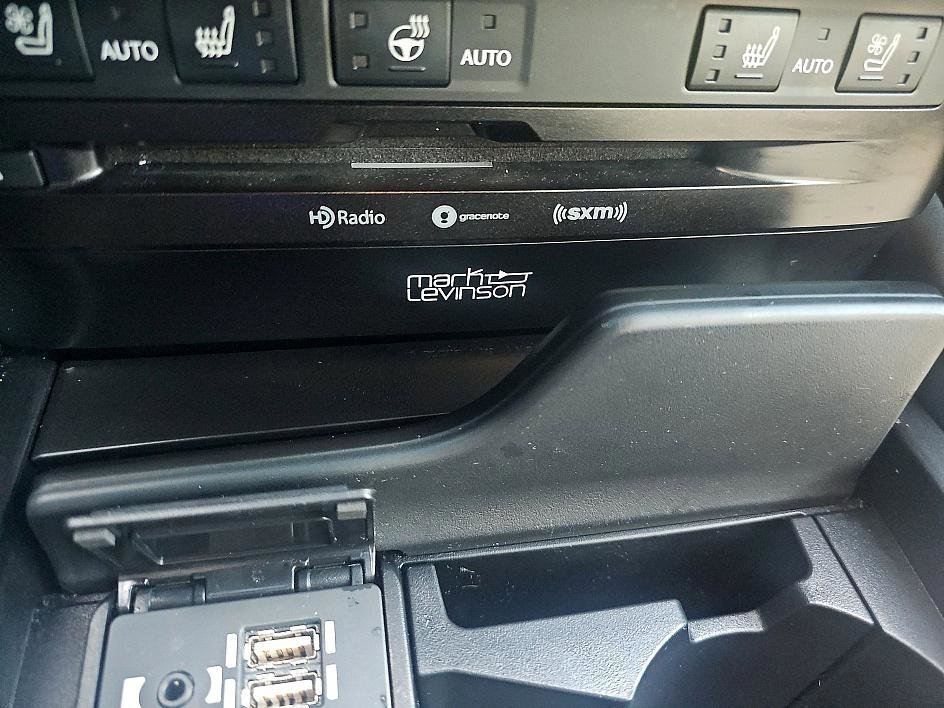 AUTO
AUTO
AUTO
HD Radio
gracenote
((sxm))
mark
Levinson